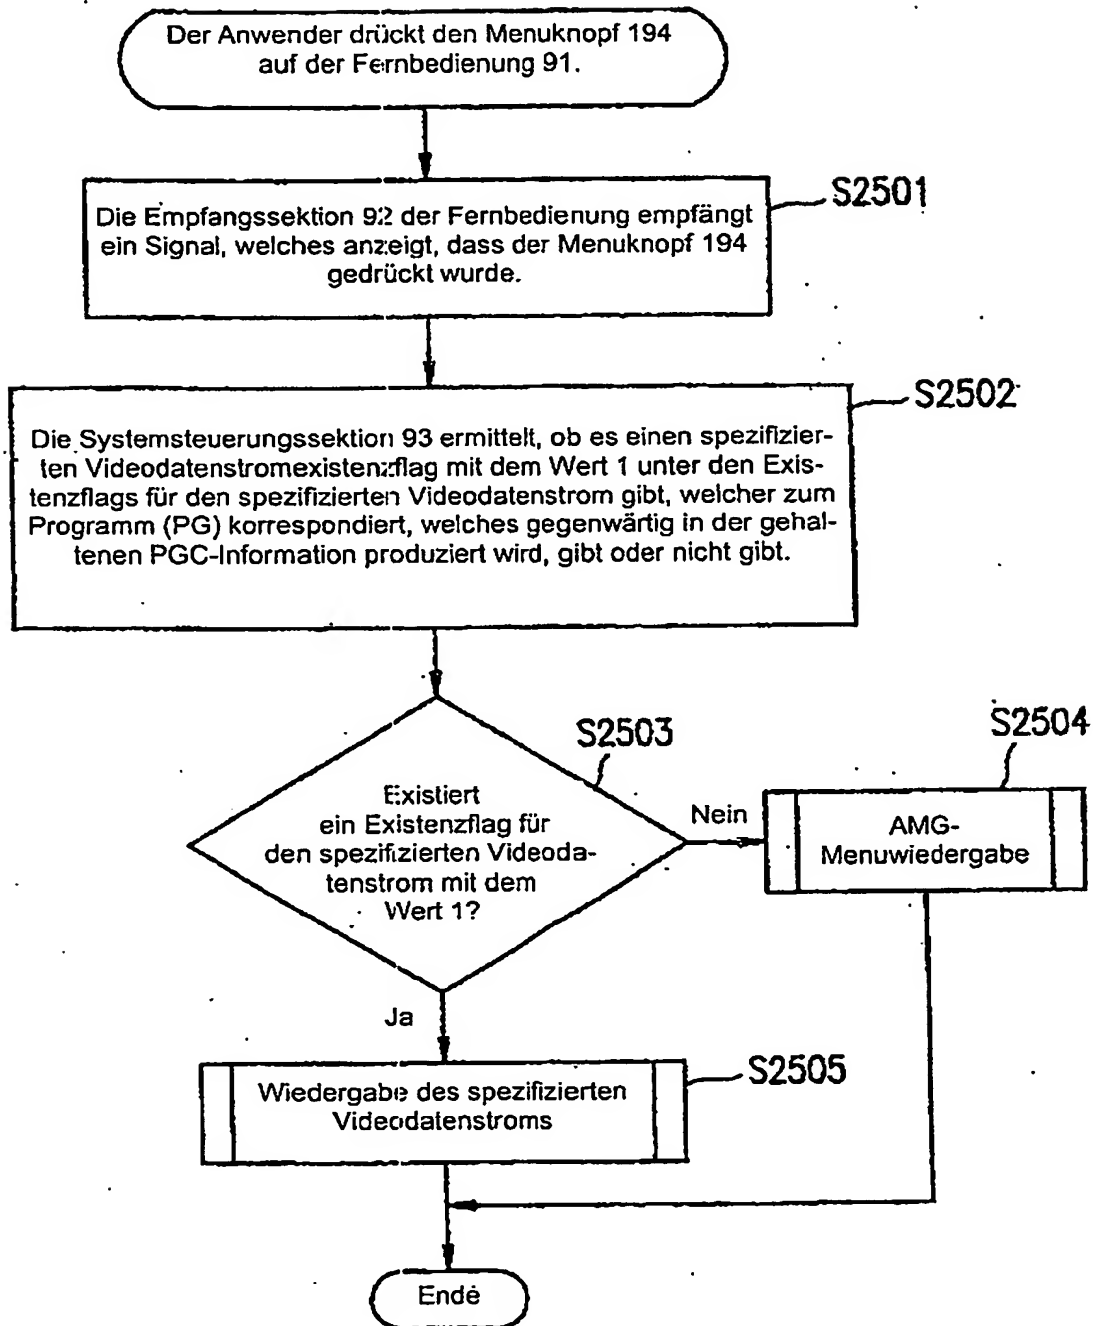 Der Anwender drückt den Menuknopf 194
auf der Fernbedienung 91.
S2501
Die Empfangssektion 92 der Fernbedienung empfängt
ein Signal, welches anzeigt, dass der Menuknopf 194
gedrückt wurde.
S2502
Die Systemsteuerungssektion 93 ermittelt, ob es einen spezifizier-
ten Videodatenstromexistenzflag mit dem Wert 1 unter den Exis-
tenzflags für den spezifizierten Videodatenstrom gibt, welcher zum
Programm (PG) korrespondiert, welches gegenwärtig in der gehal-
tenen PGC-Information produziert wird, gibt oder nicht gibt.
S2503
Existiert
ein Existenzflag für
den spezifizierten Videoda-
tenstrom mit dem
Wert 1?
Nein
S2504
AMG-
Menuwiedergabe
Ja
S2505
Wiedergabe des spezifizierten
Videodatenstroms
Ende